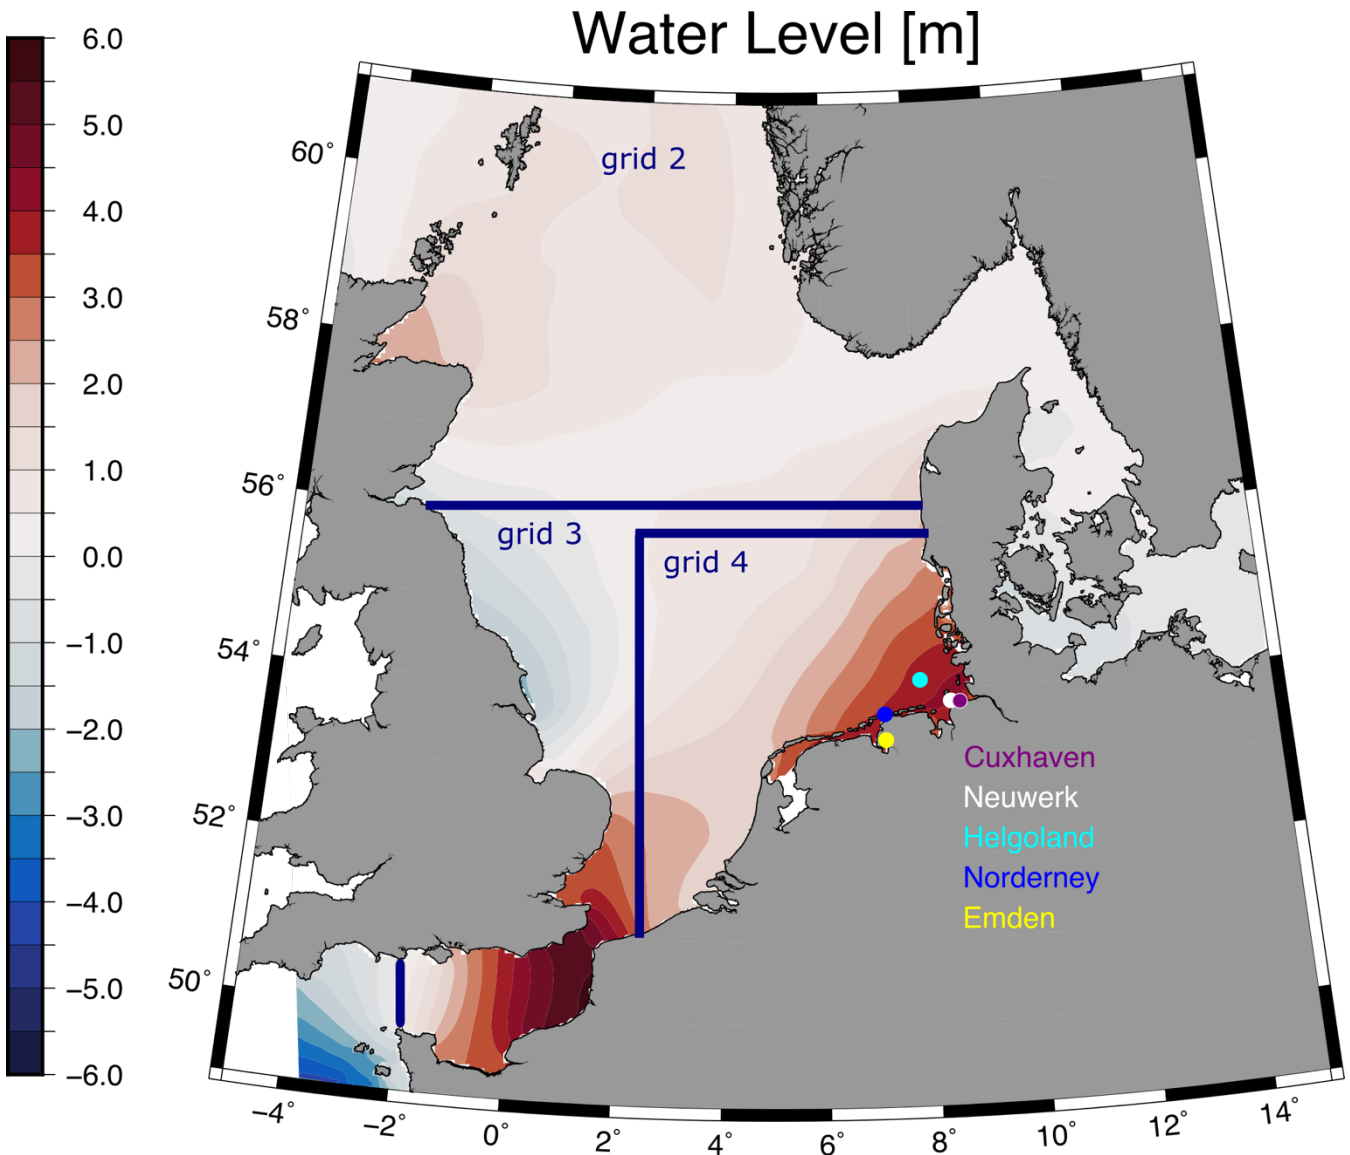 Water Level [m]
6.0
5.0
4.0
3.0
2.0
1.0
0.0
−1.0
−2.0
−3.0
−4.0
−5.0
−6.0
60°
58°
56°
54°
52°
50°
grid 2
grid 3
grid 4
Cuxhaven
Neuwerk
Helgoland
Norderney
Emden
−4° −2° 0° 2° 4° 6° 8° 10° 12° 14°